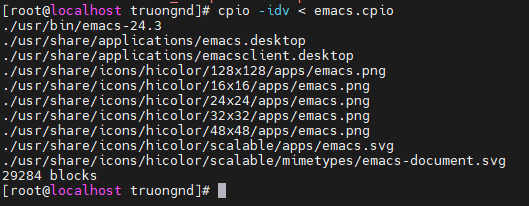 [root@localhost truongnd]# cpio -idv < emacs.cpio
./usr/bin/emacs-24.3
./usr/share/applications/emacs.desktop
./usr/share/applications/emacsclient.desktop
./usr/share/icons/hicolor/128x128/apps/emacs.png
./usr/share/icons/hicolor/16x16/apps/emacs.png
./usr/share/icons/hicolor/24x24/apps/emacs.png
./usr/share/icons/hicolor/32x32/apps/emacs.png
./usr/share/icons/hicolor/48x48/apps/emacs.png
./usr/share/icons/hicolor/scalable/apps/emacs.svg
./usr/share/icons/hicolor/scalable/mimetypes/emacs-document.svg
29284 blocks
[root@localhost truongnd]#